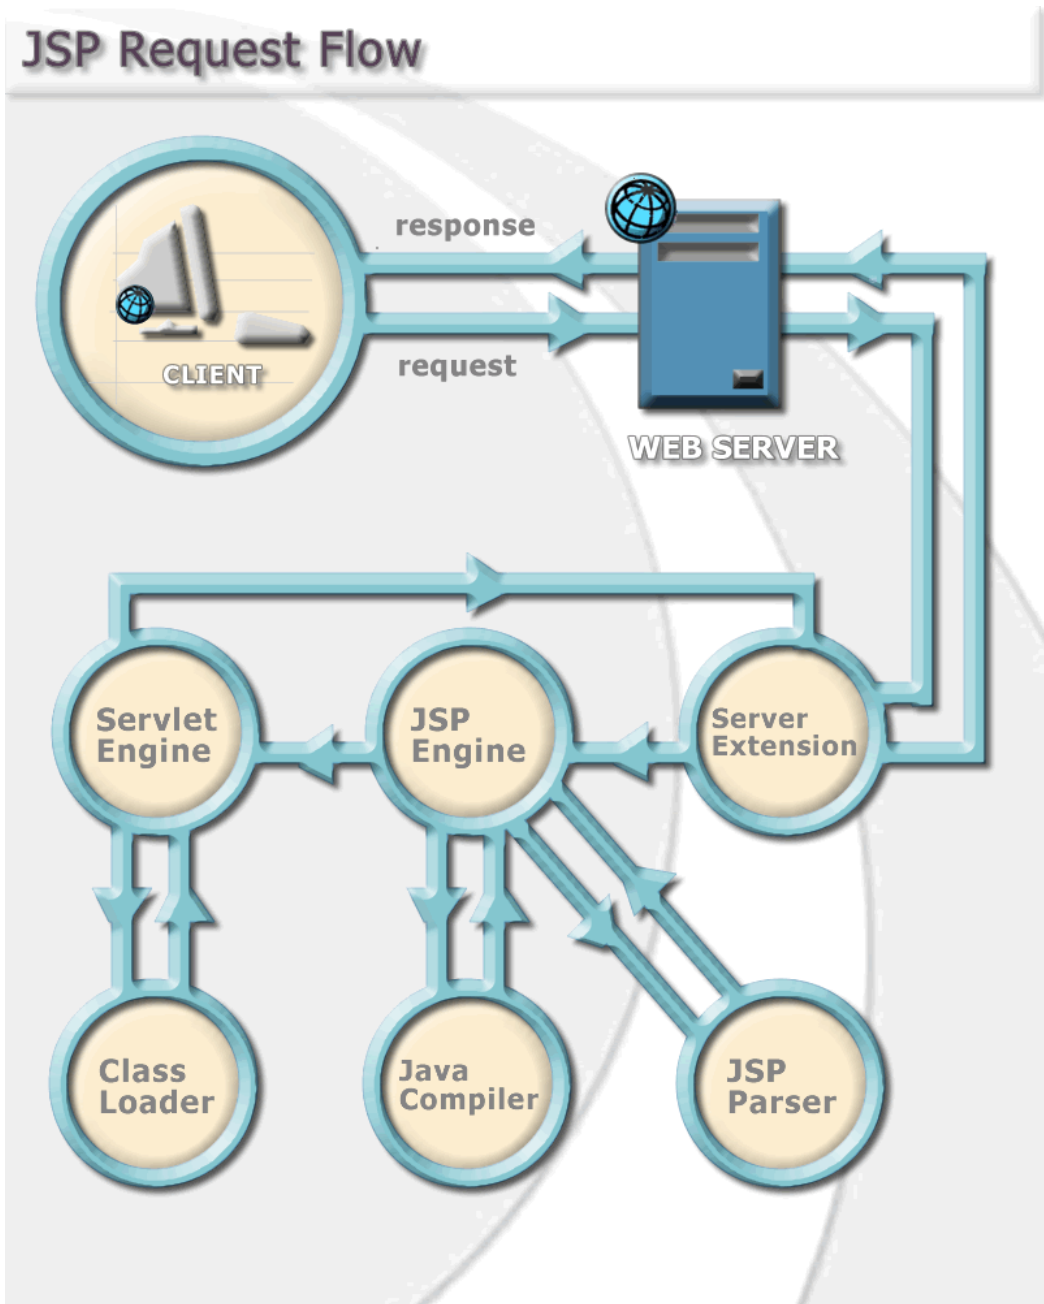 JSP Request Flow
response
request
CLIENT
WEB SERVER
Servlet
Engine
JSP
Engine
Server
Extension
Class
Loader
Java
Compiler
JSP
Parser